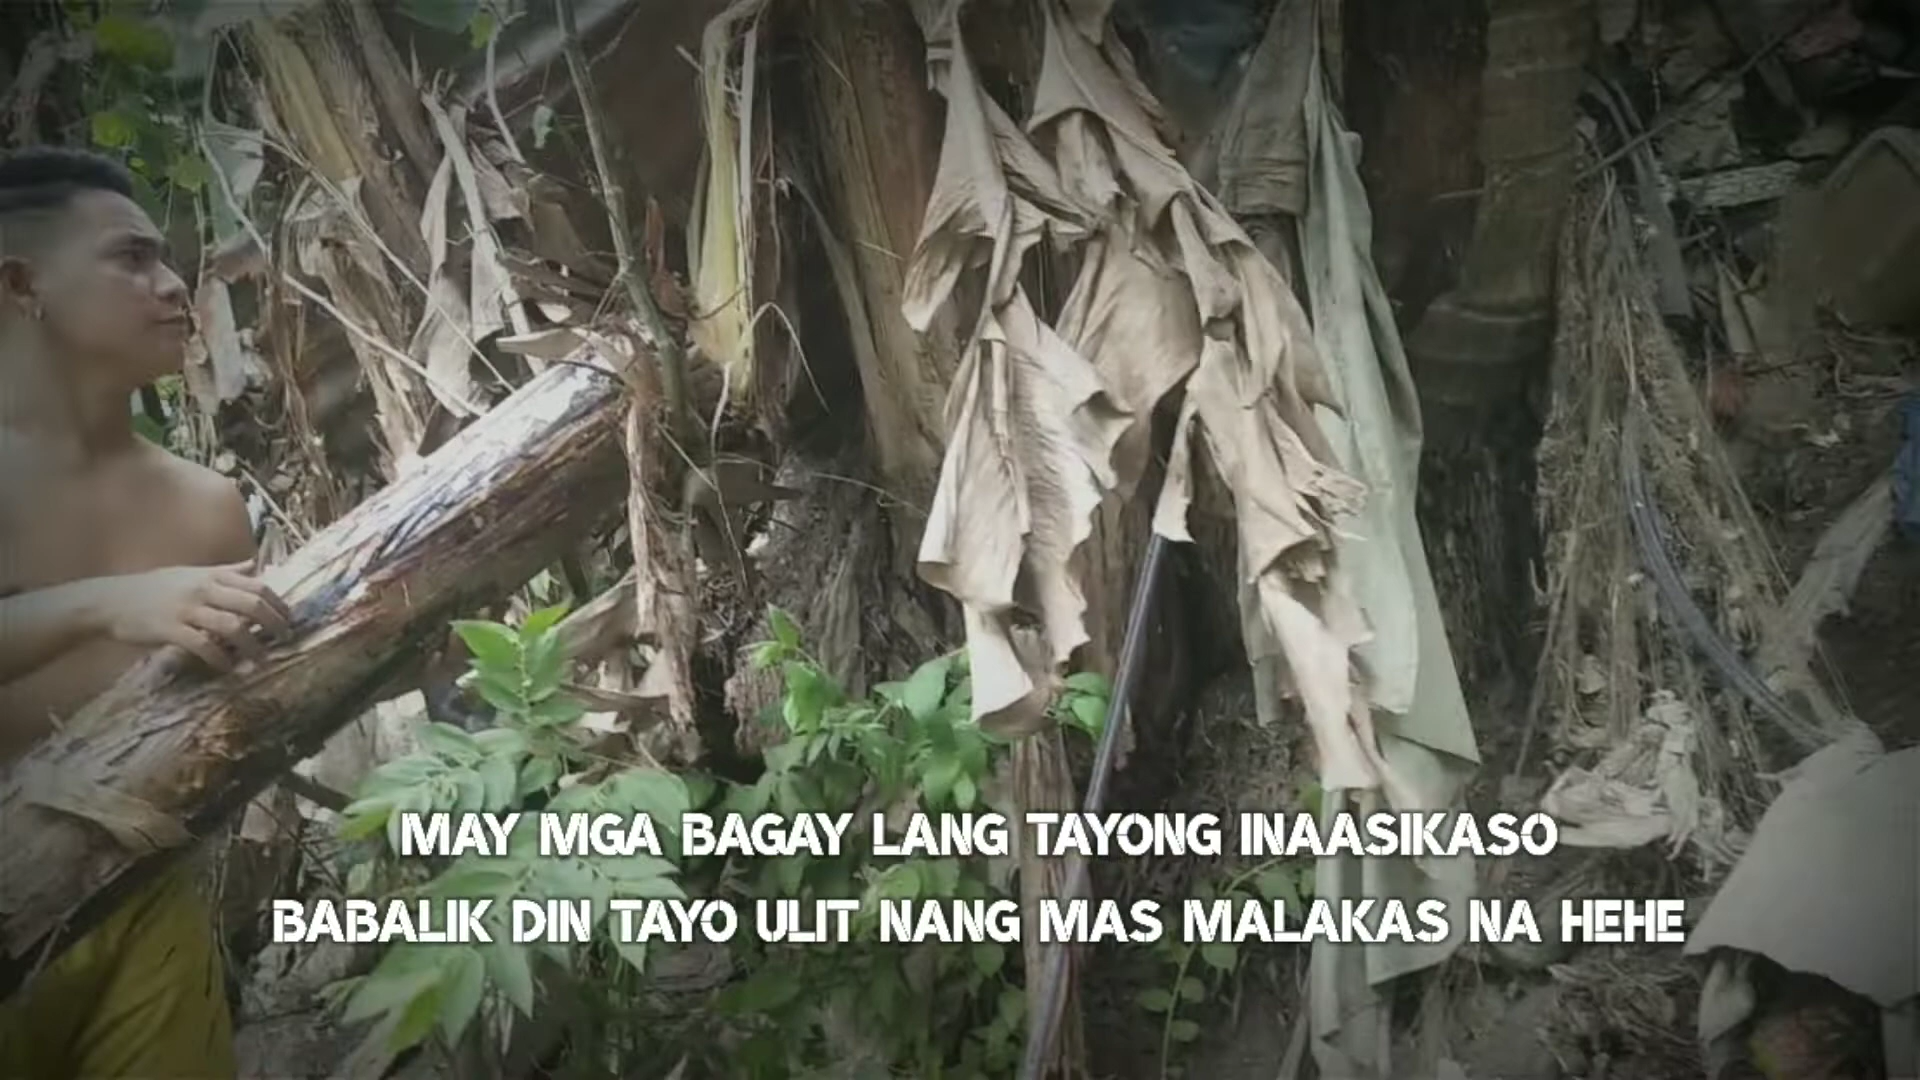 MAY MGA BAGAY LANG TAYONG INAASIKASO
BABALIK DIN TAYO ULIT NANG MAS MALAKAS NA HEHE